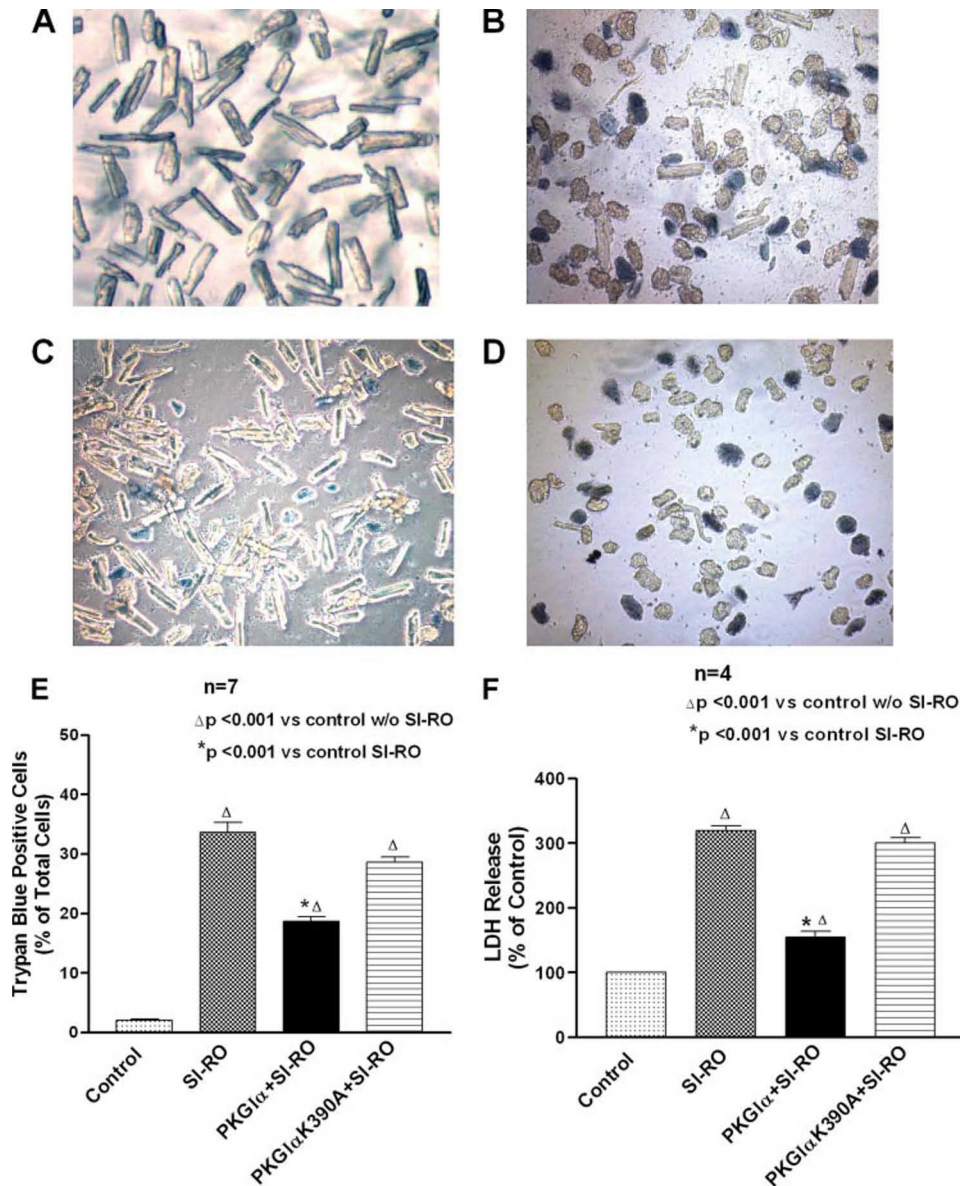 A
B
C
D
E
n=7
Δp <0.001 vs control w/o SI-RO
*p <0.001 vs control SI-RO
Trypan Blue Positive Cells
(% of Total Cells)
50
40
30
20
10
0
Δ
*Δ
Δ
Control
SI-RO
PKGIα+SI-RO
PKGIαK390A+SI-RO
F
n=4
Δp <0.001 vs control w/o SI-RO
*p <0.001 vs control SI-RO
LDH Release
(% of Control)
400
300
200
100
0
Δ
* Δ
Δ
Control
SI-RO
PKGIα+SI-RO
PKGIαK390A+SI-RO